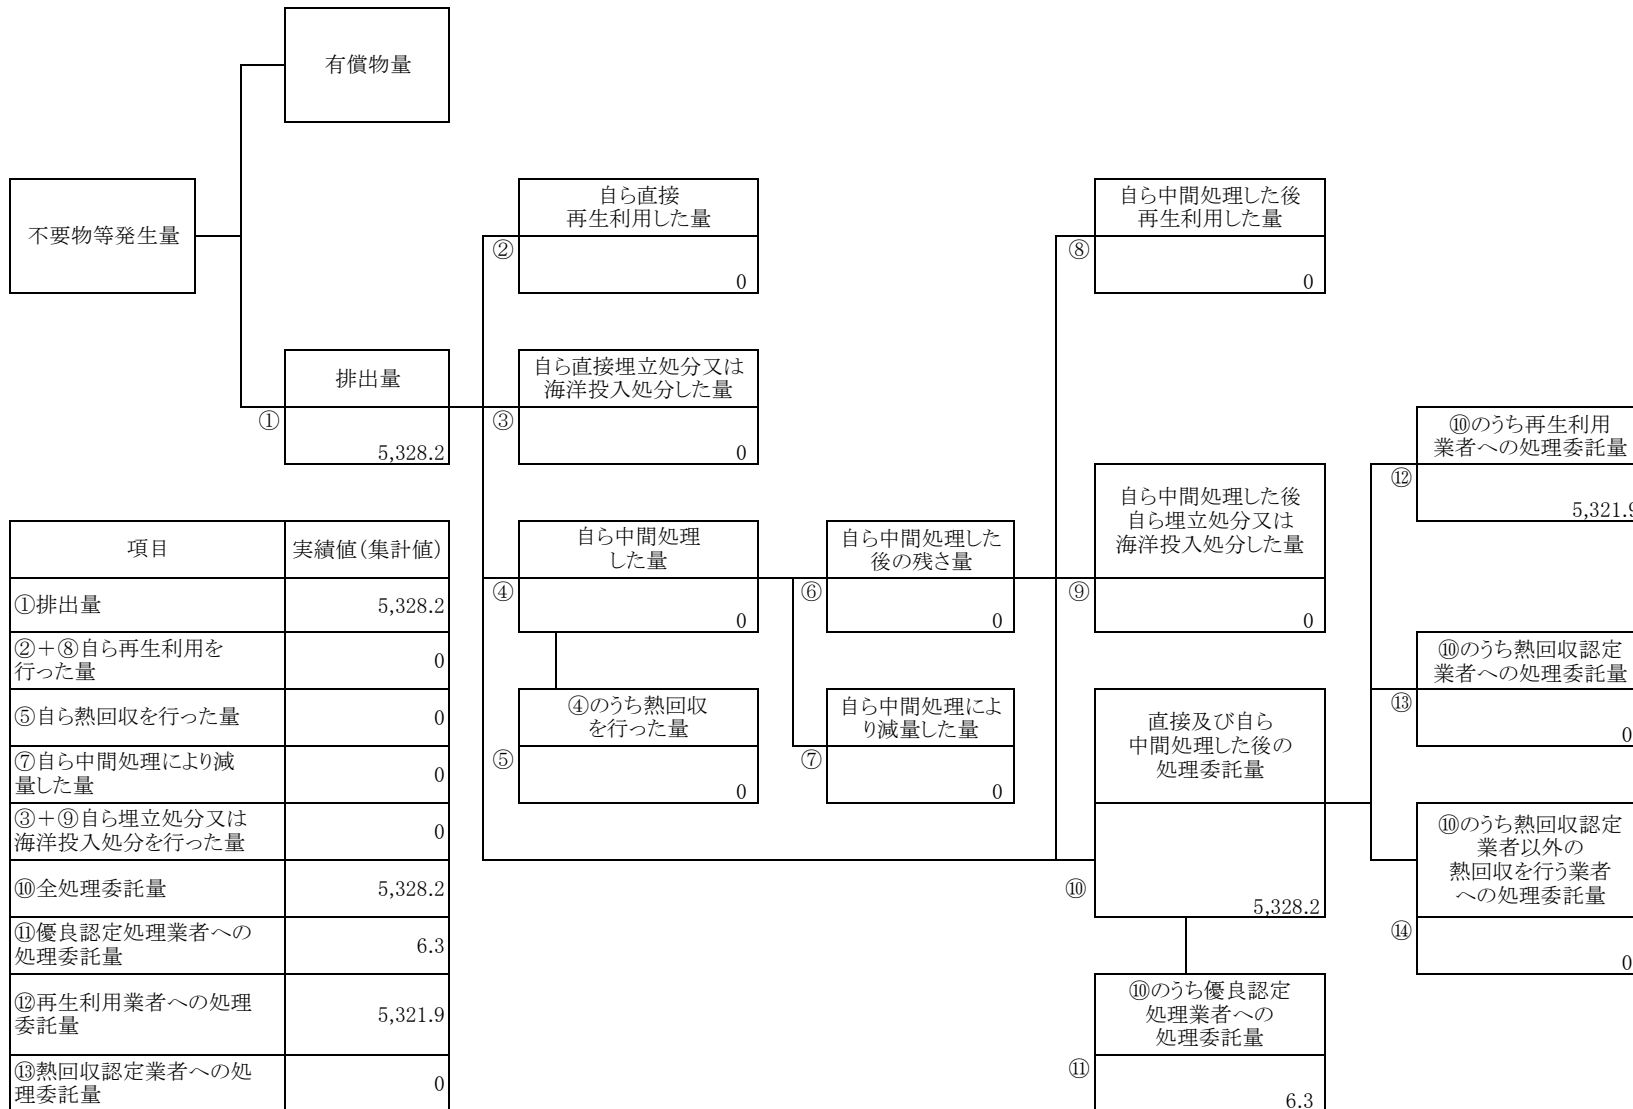 有償物量
不要物等発生量
排出量
①
5,328.2
自ら直接
再生利用した量
②
0
自ら直接埋立処分又は
海洋投入処分した量
③
0
自ら中間処理
した量
④
0
④のうち熱回収
を行った量
⑤
0
自ら中間処理した
後の残さ量
⑥
0
自ら中間処理によ
り減量した量
⑦
0
自ら中間処理した後
再生利用した量
⑧
0
自ら中間処理した後
自ら埋立処分又は
海洋投入処分した量
⑨
0
直接及び自ら
中間処理した後の
処理委託量
⑩
5,328.2
⑩のうち優良認定
処理業者への
処理委託量
⑪
6.3
⑩のうち再生利用
業者への処理委託量
⑫
5,321.9
⑩のうち熱回収認定
業者への処理委託量
⑬
0
⑩のうち熱回収認定
業者以外の
熱回収を行う業者
への処理委託量
⑭
0
項目 実績値(集計値)
①排出量 5,328.2
②+⑧自ら再生利用を
行った量 0
⑤自ら熱回収を行った量 0
⑦自ら中間処理により減
量した量 0
③+⑨自ら埋立処分又は
海洋投入処分を行った量 0
⑩全処理委託量 5,328.2
⑪優良認定処理業者への
処理委託量 6.3
⑫再生利用業者への処理
委託量 5,321.9
⑬熱回収認定業者への処
理委託量 0